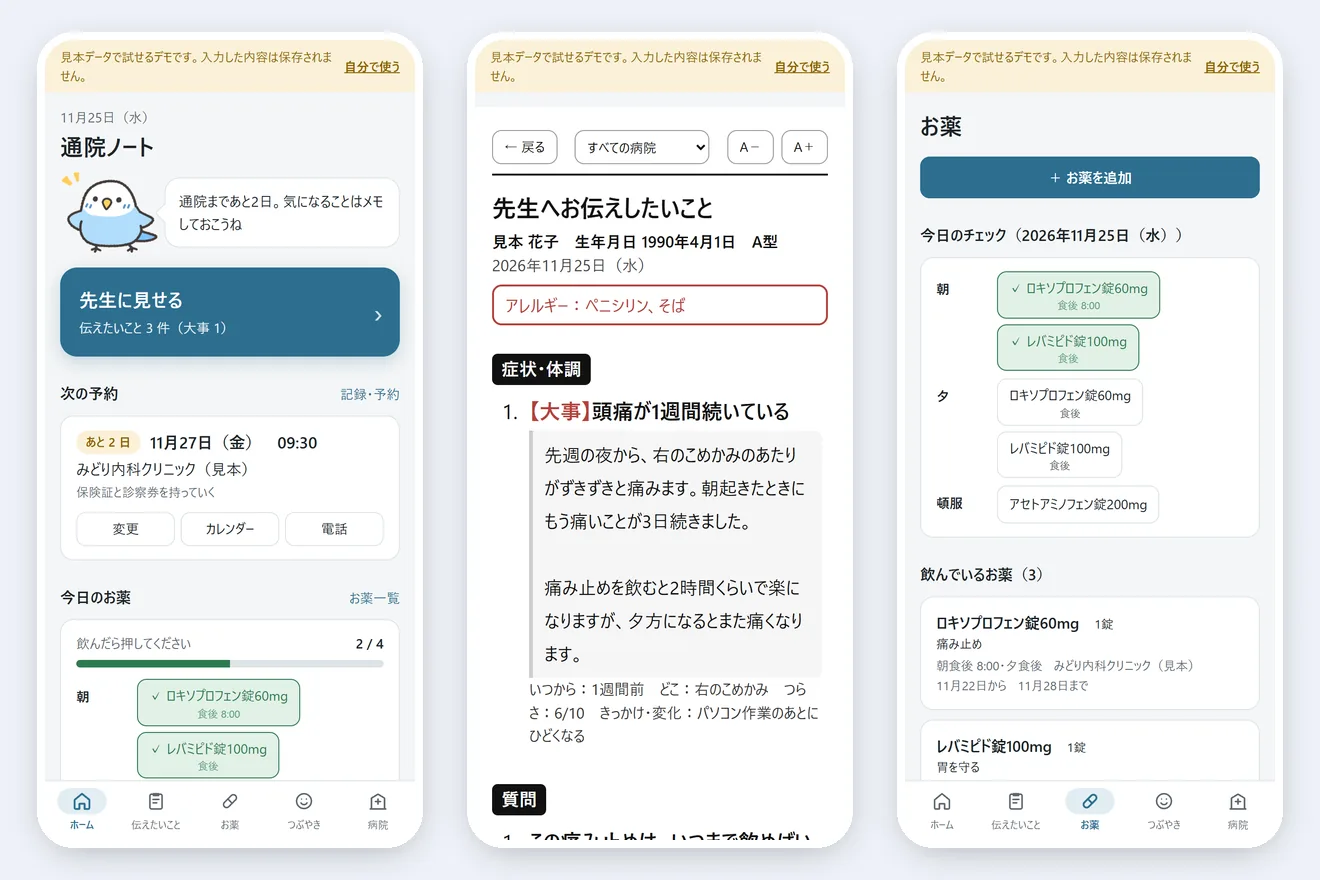 見本データで試せるデモです。入力した内容は保存されま
せん。
自分で使う
11月25日（水）
通院ノート
通院まであと2日。気になることはメモ
しておこうね
先生に見せる
伝えたいこと 3 件（大事 1）
›
次の予約
記録・予約
あと 2 日 11月27日（金） 09:30
みどり内科クリニック（見本）
保険証と診察券を持っていく
変更 カレンダー 電話
今日のお薬
お薬一覧
飲んだら押してください 2 / 4
朝
✓ ロキソプロフェン錠60mg
食後 8:00
✓ レバミピド錠100mg
食後
ホーム 伝えたいこと お薬 つぶやき 病院
見本データで試せるデモです。入力した内容は保存されま
せん。
自分で使う
← 戻る すべての病院 A− A+
先生へお伝えしたいこと
見本 花子 生年月日 1990年4月1日 A型
2026年11月25日（水）
アレルギー：ペニシリン、そば
症状・体調
1. 【大事】頭痛が1週間続いている
先週の夜から、右のこめかみのあたり
がずきずきと痛みます。朝起きたときに
もう痛いことが3日続きました。
痛み止めを飲むと2時間くらいで楽に
なりますが、夕方になるとまた痛くなり
ます。
いつから：1週間前 どこ：右のこめかみ つら
さ：6/10 きっかけ・変化：パソコン作業のあとに
ひどくなる
質問
1. この痛み止めは、いつまで飲めばい
見本データで試せるデモです。入力した内容は保存されま
せん。
自分で使う
お薬
＋ お薬を追加
今日のチェック（2026年11月25日（水））
朝
✓ ロキソプロフェン錠60mg
食後 8:00
✓ レバミピド錠100mg
食後
夕
ロキソプロフェン錠60mg
食後
レバミピド錠100mg
食後
頓服
アセトアミノフェン錠200mg
飲んでいるお薬（3）
ロキソプロフェン錠60mg 1錠
痛み止め
朝食後 8:00・夕食後 みどり内科クリニック（見本）
11月22日から 11月28日まで
レバミピド錠100mg 1錠
胃を守る
ホーム 伝えたいこと お薬 つぶやき 病院